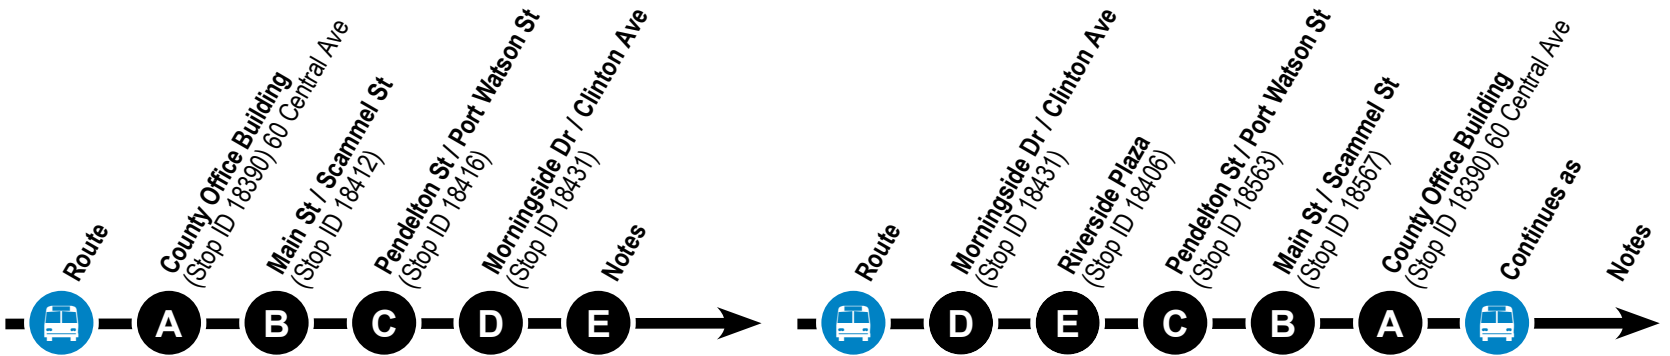 Route
County Office Building
(Stop ID 18390) 60 Central Ave
Main St / Scammel St
(Stop ID 18412)
Pendelton St / Port Watson St
(Stop ID 18416)
Morningside Dr / Clinton Ave
(Stop ID 18431)
Notes
A
B
C
D
E
Route
Morningside Dr / Clinton Ave
(Stop ID 18431)
Riverside Plaza
(Stop ID 18406)
Pendelton St / Port Watson St
(Stop ID 18563)
Main St / Scammel St
(Stop ID 18567)
County Office Building
(Stop ID 18390) 60 Central Ave
Continues as
Notes
D
E
C
B
A